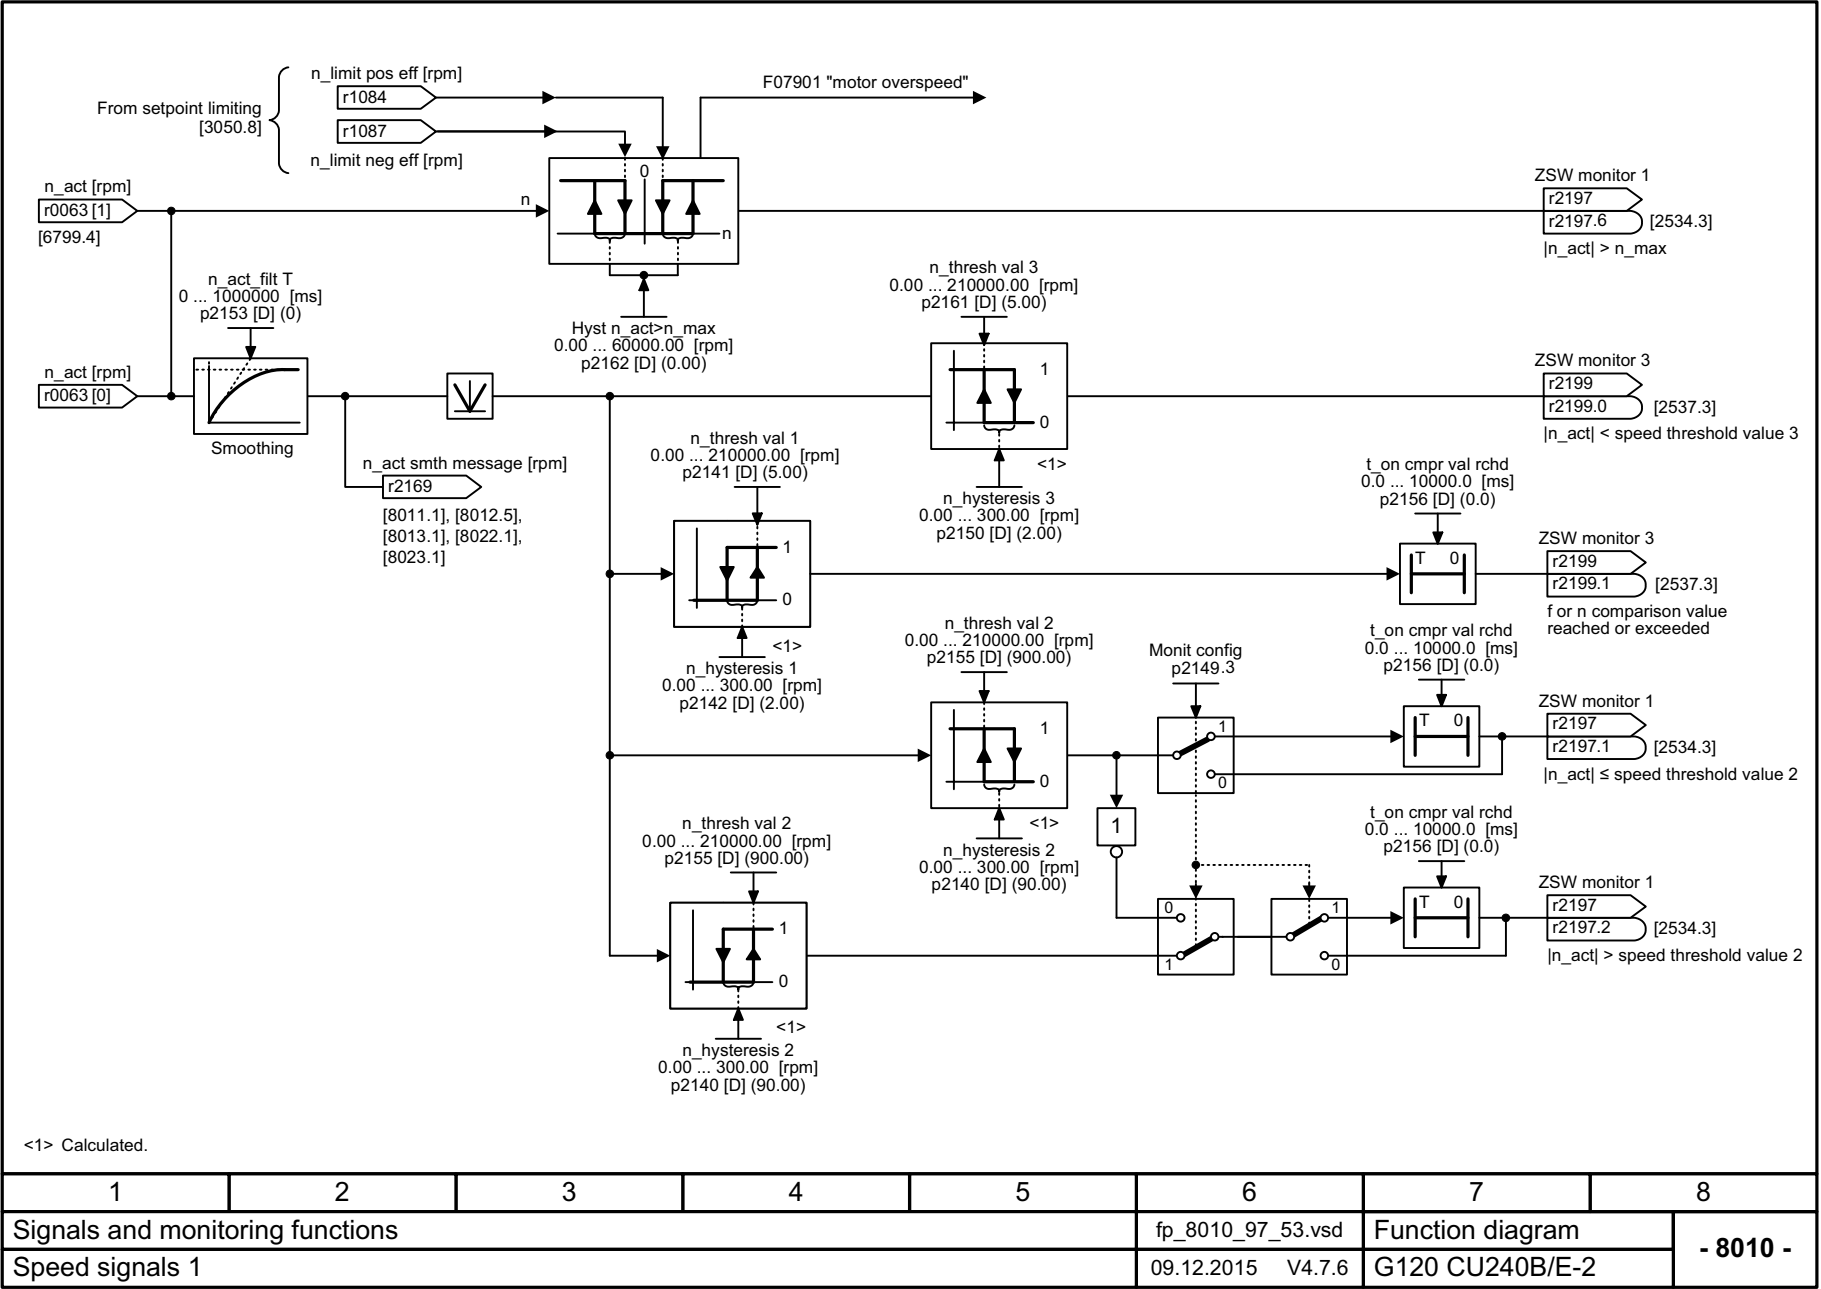 n_limit pos eff [rpm]
r1084
From setpoint limiting
[3050.8]
r1087
n_limit neg eff [rpm]
F07901 "motor overspeed"
n_act [rpm]
r0063 [1]
[6799.4]
n
0
n
ZSW monitor 1
r2197
r2197.6
[2534.3]
|n_act| > n_max
n_act_filt T
0 ... 1000000 [ms]
p2153 [D] (0)
Hyst n_act>n_max
0.00 ... 60000.00 [rpm]
p2162 [D] (0.00)
n_thresh val 3
0.00 ... 210000.00 [rpm]
p2161 [D] (5.00)
n_act [rpm]
r0063 [0]
Smoothing
1
0
<1>
n_hysteresis 3
0.00 ... 300.00 [rpm]
p2150 [D] (2.00)
ZSW monitor 3
r2199
r2199.0
[2537.3]
|n_act| < speed threshold value 3
n_act smth message [rpm]
r2169
[8011.1], [8012.5],
[8013.1], [8022.1],
[8023.1]
n_thresh val 1
0.00 ... 210000.00 [rpm]
p2141 [D] (5.00)
1
0
<1>
n_hysteresis 1
0.00 ... 300.00 [rpm]
p2142 [D] (2.00)
t_on cmpr val rchd
0.0 ... 10000.0 [ms]
p2156 [D] (0.0)
T 0
ZSW monitor 3
r2199
r2199.1
[2537.3]
f or n comparison value
reached or exceeded
n_thresh val 2
0.00 ... 210000.00 [rpm]
p2155 [D] (900.00)
1
0
<1>
n_hysteresis 2
0.00 ... 300.00 [rpm]
p2140 [D] (90.00)
Monit config
p2149.3
1
0
t_on cmpr val rchd
0.0 ... 10000.0 [ms]
p2156 [D] (0.0)
T 0
ZSW monitor 1
r2197
r2197.1
[2534.3]
|n_act| ≤ speed threshold value 2
1
n_thresh val 2
0.00 ... 210000.00 [rpm]
p2155 [D] (900.00)
1
0
<1>
n_hysteresis 2
0.00 ... 300.00 [rpm]
p2140 [D] (90.00)
0
1
1
0
t_on cmpr val rchd
0.0 ... 10000.0 [ms]
p2156 [D] (0.0)
T 0
ZSW monitor 1
r2197
r2197.2
[2534.3]
|n_act| > speed threshold value 2
<1> Calculated.
1 2 3 4 5 6 7 8
Signals and monitoring functions
fp_8010_97_53.vsd
Function diagram
- 8010 -
Speed signals 1
09.12.2015 V4.7.6
G120 CU240B/E-2